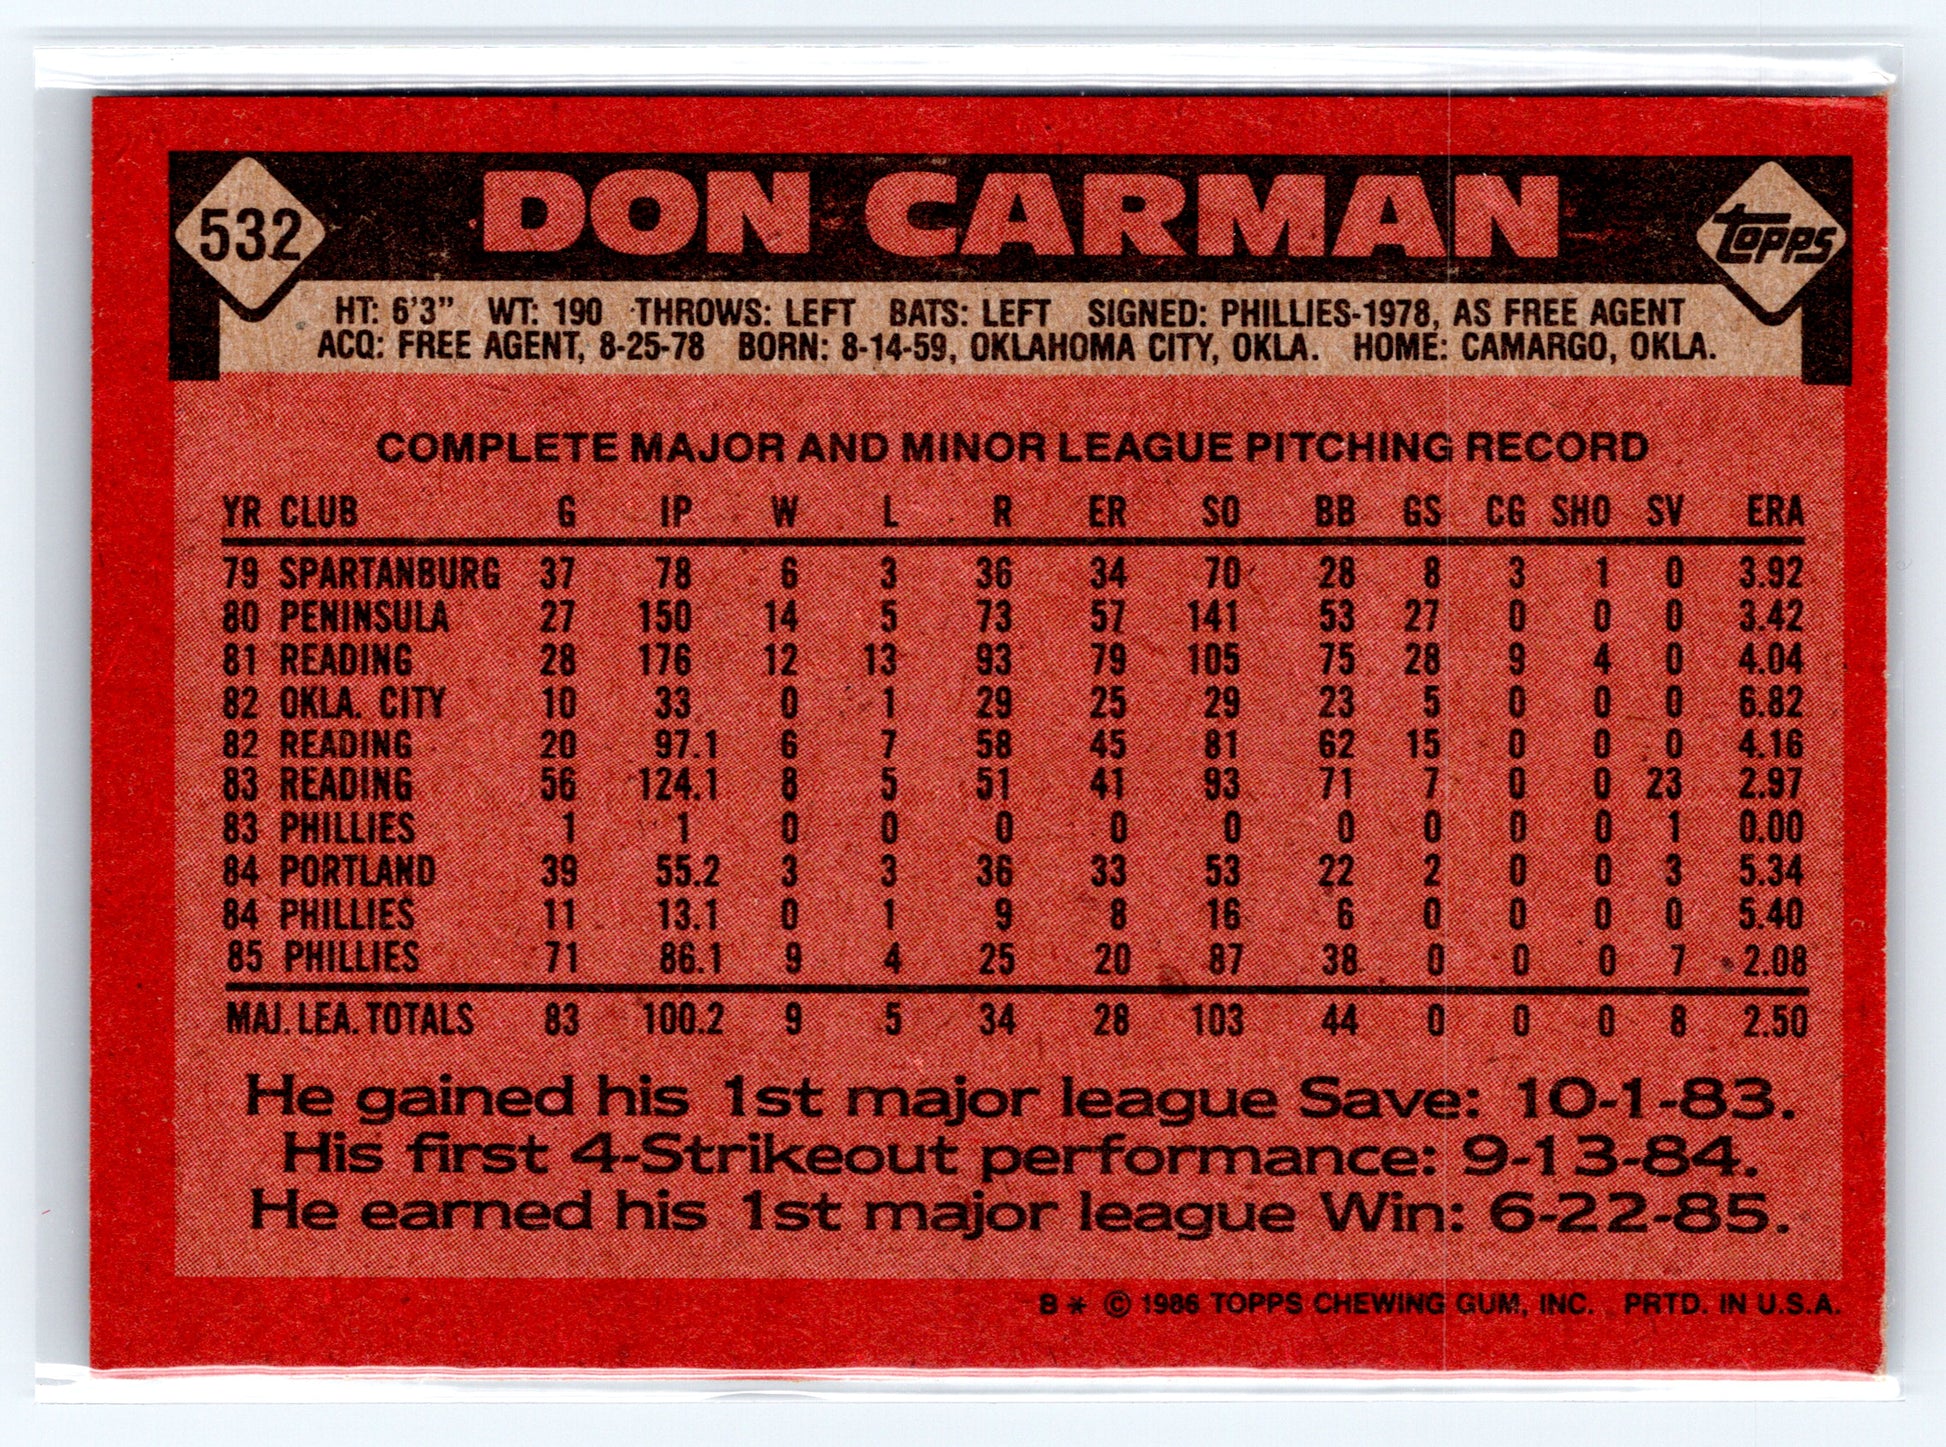 532 DON CARMAN topps
HT: 6'3" WT: 190 THROWS: LEFT BATS: LEFT SIGNED: PHILLIES-1978, AS FREE AGENT
ACQ: FREE AGENT, 8-25-78 BORN: 8-14-59, OKLAHOMA CITY, OKLA. HOME: CAMARGO, OKLA.
COMPLETE MAJOR AND MINOR LEAGUE PITCHING RECORD
YR CLUB G IP W L R ER SO BB GS CG SHO SV ERA
79 SPARTANBURG 37 78 6 3 36 34 70 28 8 3 1 0 3.92
80 PENINSULA 27 150 14 5 73 57 141 53 27 0 0 0 3.42
81 READING 28 176 12 13 93 79 105 75 28 9 4 0 4.04
82 OKLA. CITY 10 33 0 1 29 25 29 23 5 0 0 0 6.82
82 READING 20 97.1 6 7 58 45 81 62 15 0 0 0 4.16
83 READING 56 124.1 8 5 51 41 93 71 7 0 0 23 2.97
83 PHILLIES 1 1 0 0 0 0 0 0 0 0 0 1 0.00
84 PORTLAND 39 55.2 3 3 36 33 53 22 2 0 0 3 5.34
84 PHILLIES 11 13.1 0 1 9 8 16 6 0 0 0 0 5.40
85 PHILLIES 71 86.1 9 4 25 20 87 38 0 0 0 7 2.08
MAJ. LEA. TOTALS 83 100.2 9 5 34 28 103 44 0 0 0 8 2.50
He gained his 1st major league Save: 10-1-83.
His first 4-Strikeout performance: 9-13-84.
He earned his 1st major league Win: 6-22-85.
B * © 1986 TOPPS CHEWING GUM, INC. PRTD. IN U.S.A.